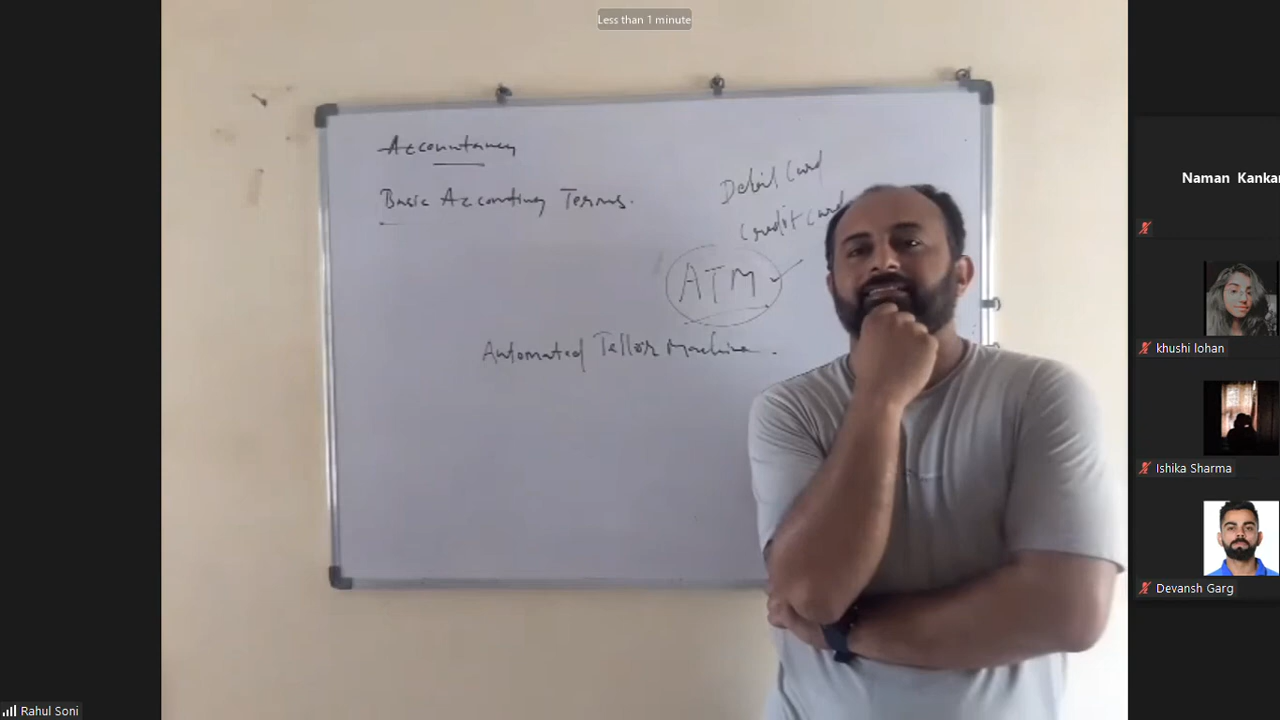 Less than 1 minute
Accountancy
Basic Accounting Terms.
Debit Card
Credit Card
ATM
Automated Teller Machine.
Naman Kankar
khushi lohan
Ishika Sharma
Devansh Garg
Rahul Soni